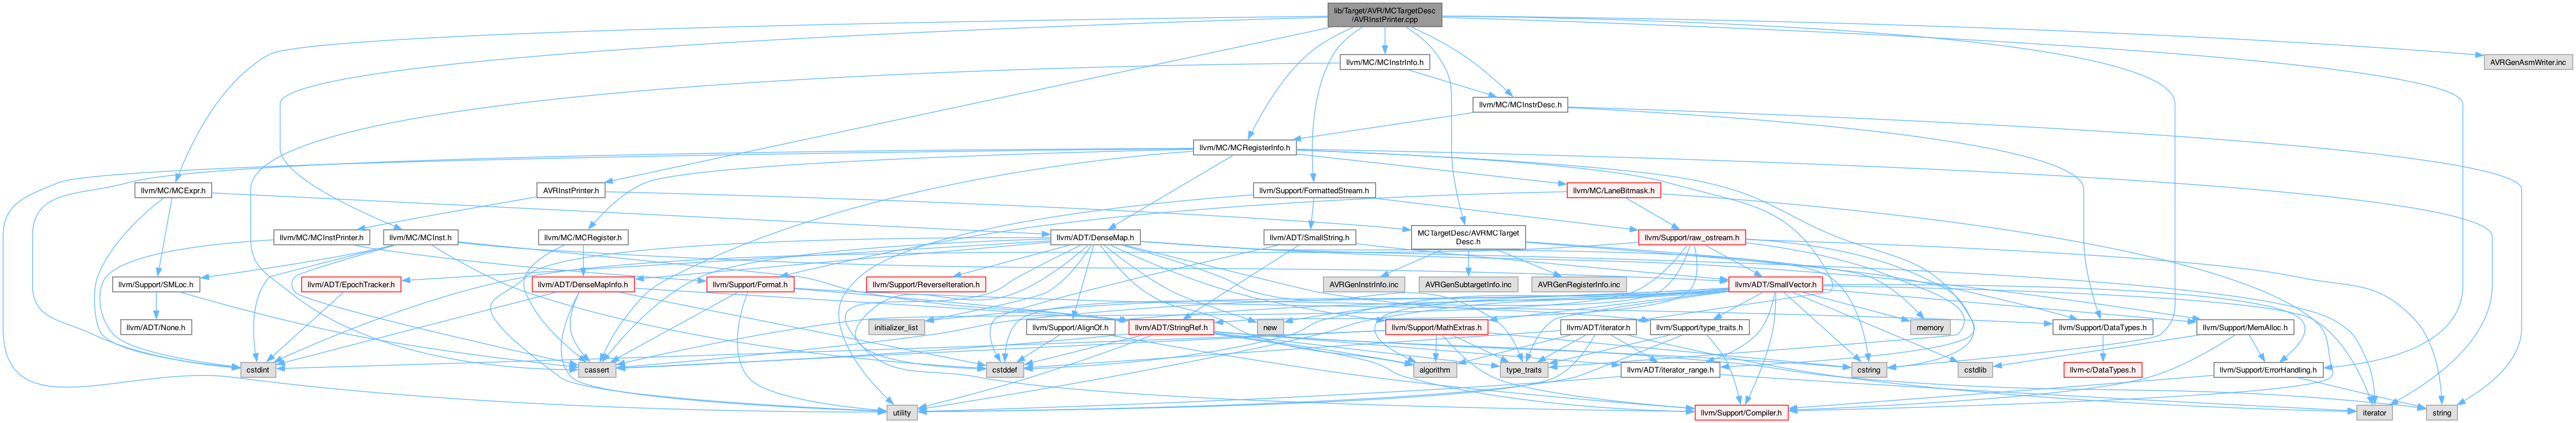 lib/Target/AVR/MCTargetDesc
/AVRInstPrinter.cpp
llvm/MC/MCInstrInfo.h
AVRGenAsmWriter.inc
llvm/MC/MCInstrDesc.h
llvm/MC/MCRegisterInfo.h
llvm/MC/MCExpr.h
AVRInstPrinter.h
llvm/Support/FormattedStream.h
llvm/MC/LaneBitmask.h
llvm/MC/MCInstPrinter.h
llvm/MC/MCInst.h
llvm/MC/MCRegister.h
llvm/ADT/DenseMap.h
llvm/ADT/SmallString.h
MCTargetDesc/AVRMCTarget
Desc.h
llvm/Support/raw_ostream.h
llvm/Support/SMLoc.h
llvm/ADT/EpochTracker.h
llvm/ADT/DenseMapInfo.h
llvm/Support/Format.h
llvm/Support/ReverseIteration.h
AVRGenInstrInfo.inc
AVRGenSubtargetInfo.inc
AVRGenRegisterInfo.inc
llvm/ADT/SmallVector.h
llvm/ADT/None.h
initializer_list
llvm/Support/AlignOf.h
llvm/ADT/StringRef.h
new
llvm/Support/MathExtras.h
llvm/ADT/iterator.h
llvm/Support/type_traits.h
memory
llvm/Support/DataTypes.h
llvm/Support/MemAlloc.h
cstdint
cassert
cstddef
algorithm
type_traits
llvm/ADT/iterator_range.h
cstring
cstdlib
llvm-c/DataTypes.h
llvm/Support/ErrorHandling.h
utility
llvm/Support/Compiler.h
iterator
string